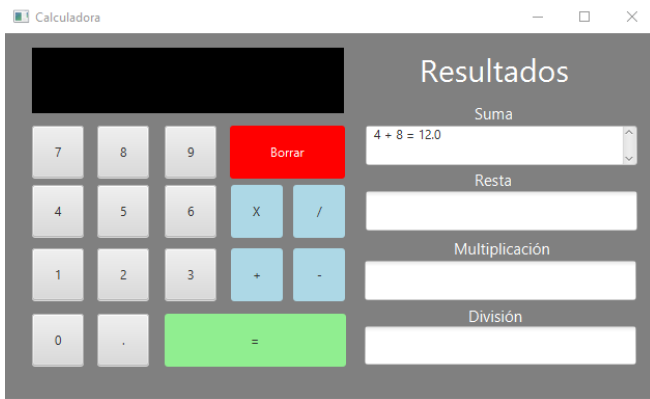 Calculadora
7 8 9 Borrar
4 5 6 X /
1 2 3 + -
0 . =
Resultados
Suma
4 + 8 = 12.0
Resta
Multiplicación
División